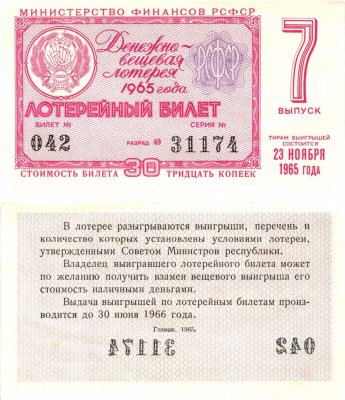 МИНИСТЕРСТВО ФИНАНСОВ РСФСР
Денежно-
вещевая
лотерея
1965 года
РСФСР
7
ВЫПУСК
ЛОТЕРЕЙНЫЙ БИЛЕТ
БИЛЕТ № СЕРИЯ №
042 РАЗРЯД 49 31174
СТОИМОСТЬ БИЛЕТА 30 ТРИДЦАТЬ КОПЕЕК
ТИРАЖ ВЫИГРЫШЕЙ
СОСТОИТСЯ
23 НОЯБРЯ
1965 ГОДА
В лотерее разыгрываются выигрыши, перечень и
количество которых установлены условиями лотереи,
утвержденными Советом Министров республики.
Владелец выигравшего лотерейного билета может
по желанию получить взамен вещевого выигрыша его
стоимость наличными деньгами.
Выдача выигрышей по лотерейным билетам произ-
водится до 30 июня 1966 года.
Гознак. 1965.
31174 042